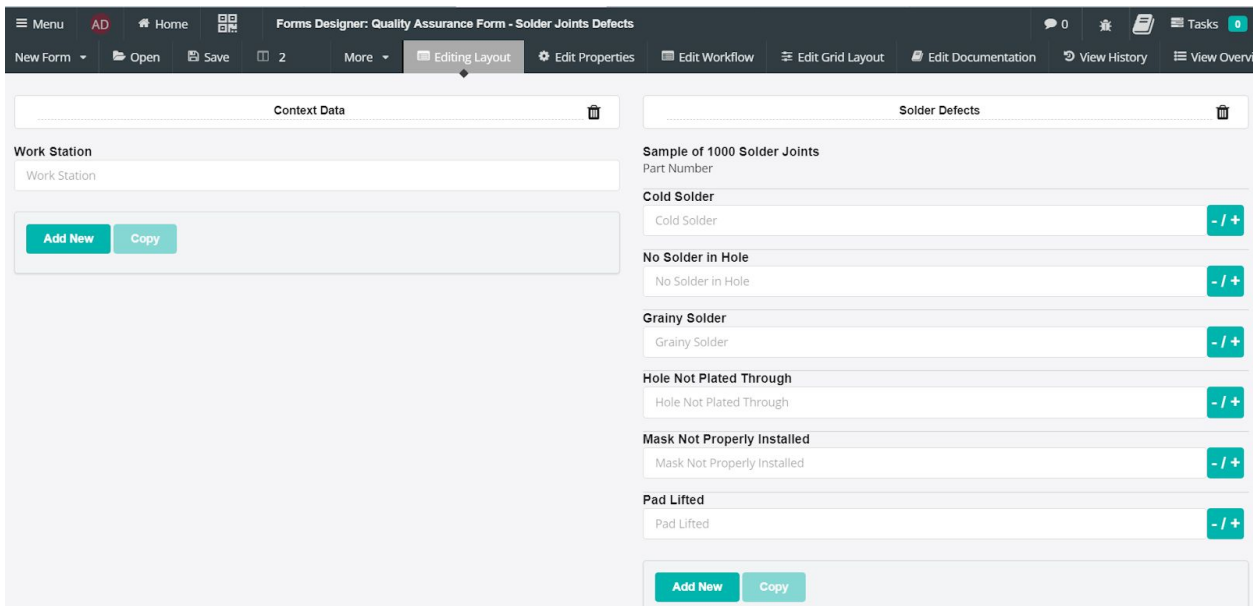 Menu AD Home Forms Designer: Quality Assurance Form - Solder Joints Defects 0 Tasks 0
New Form Open Save 2 More Editing Layout Edit Properties Edit Workflow Edit Grid Layout Edit Documentation View History View Overvi
Context Data
Work Station
Work Station
Add New Copy
Solder Defects
Sample of 1000 Solder Joints
Part Number
Cold Solder
Cold Solder - / +
No Solder in Hole
No Solder in Hole - / +
Grainy Solder
Grainy Solder - / +
Hole Not Plated Through
Hole Not Plated Through - / +
Mask Not Properly Installed
Mask Not Properly Installed - / +
Pad Lifted
Pad Lifted - / +
Add New Copy